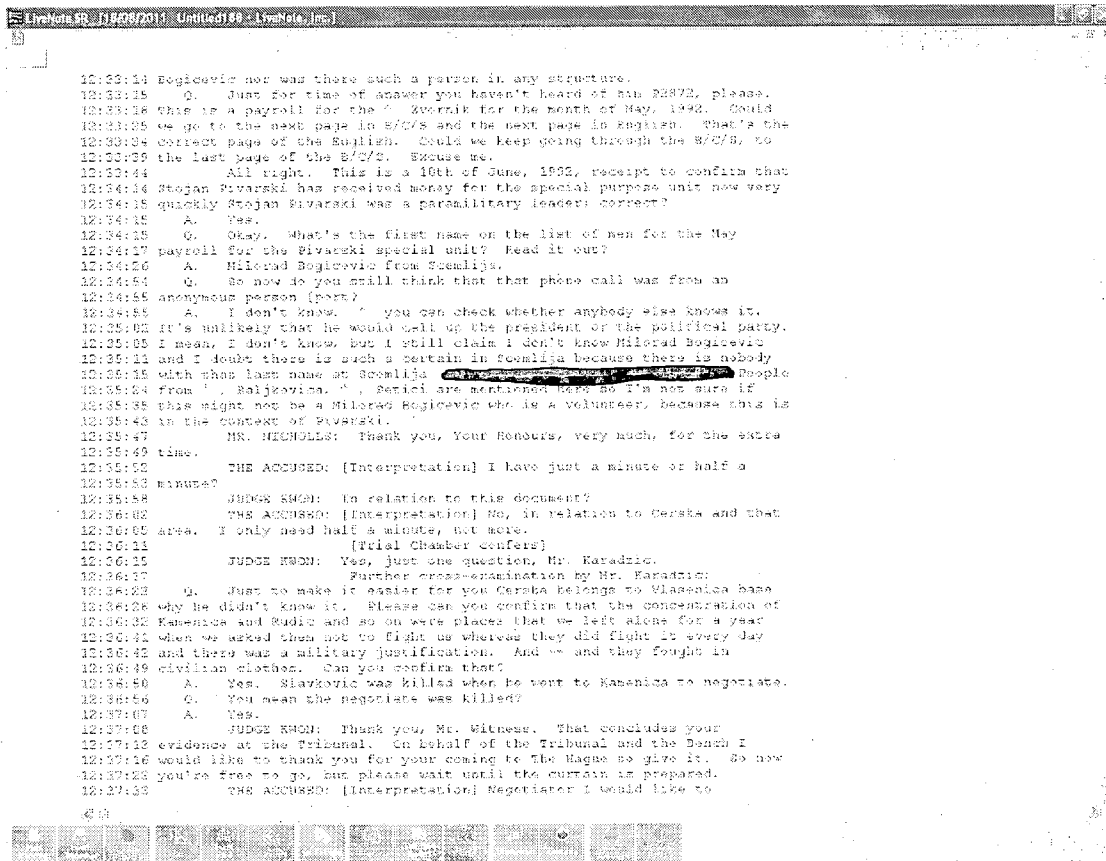 LiveNote SR - [18/08/2011 Untitled188 - LiveNote, Inc.]
12:33:14 Bogicevic nor was there such a person in any structure.
12:33:15 Q. Just for time of answer you haven't heard of him P2872, please.
12:33:18 This is a payroll for the ^ Zvornik for the month of May, 1992. Could
12:33:25 we go to the next page in B/C/S and the next page in English. That's the
12:33:34 correct page of the English. Could we keep going through the B/C/S, to
12:33:39 the last page of the B/C/S. Excuse me.
12:33:44 All right. This is a 10th of June, 1992, receipt to confirm that
12:34:14 Stojan Pivarski has received money for the special purpose unit now very
12:34:15 quickly Stojan Pivarski was a paramilitary leader; correct?
12:34:15 A. Yes.
12:34:15 Q. Okay. What's the first name on the list of men for the May
12:34:17 payroll for the Pivarski special unit? Read it out?
12:34:26 A. Milorad Bogicevic from Scemlija.
12:34:54 Q. So now do you still think that that phone call was from an
12:34:55 anonymous person [port?
12:34:55 A. I don't know. ^ you can check whether anybody else knows it.
12:35:02 It's unlikely that he would call up the president or the political party.
12:35:05 I mean, I don't know, but I still claim I don't know Milorad Bogicevic
12:35:11 and I doubt there is such a certain in Scemlija because there is nobody
12:35:15 with that last name at Scemlija People
12:35:24 from ^ , Baljkovica. ^ , Petici are mentioned here so I'm not sure if
12:35:35 this might not be a Milorad Bogicevic who is a volunteer, because this is
12:35:43 in the context of Pivarski.
12:35:47 MR. NICHOLLS: Thank you, Your Honours, very much, for the extra
12:35:49 time.
12:35:52 THE ACCUSED: [Interpretation] I have just a minute or half a
12:35:53 minute?
12:35:58 JUDGE KWON: In relation to this document?
12:36:02 THE ACCUSED: [Interpretation] No, in relation to Cerska and that
12:36:05 area. I only need half a minute, not more.
12:36:11 [Trial Chamber confers]
12:36:15 JUDGE KWON: Yes, just one question, Mr. Karadzic.
12:36:17 Further cross-examination by Mr. Karadzic:
12:36:22 Q. Just to make it easier for you Cerska belongs to Vlasenica base
12:36:26 why he didn't know it. Please can you confirm that the concentration of
12:36:32 Kamenica and Rudic and so on were places that we left alone for a year
12:36:41 when we asked them not to fight us whereas they did fight it every day
12:36:42 and there was a military justification. And -- and they fought in
12:36:49 civilian clothes. Can you confirm that?
12:36:50 A. Yes. Slavkovic was killed when he went to Kamenica to negotiate.
12:36:56 Q. You mean the negotiate was killed?
12:37:07 A. Yes.
12:37:08 JUDGE KWON: Thank you, Mr. Witness. That concludes your
12:37:12 evidence at the Tribunal. On behalf of the Tribunal and the Bench I
12:37:16 would like to thank you for your coming to The Hague to give it. So now
12:37:22 you're free to go, but please wait until the curtain is prepared.
12:37:23 THE ACCUSED: [Interpretation] Negotiator I would like to